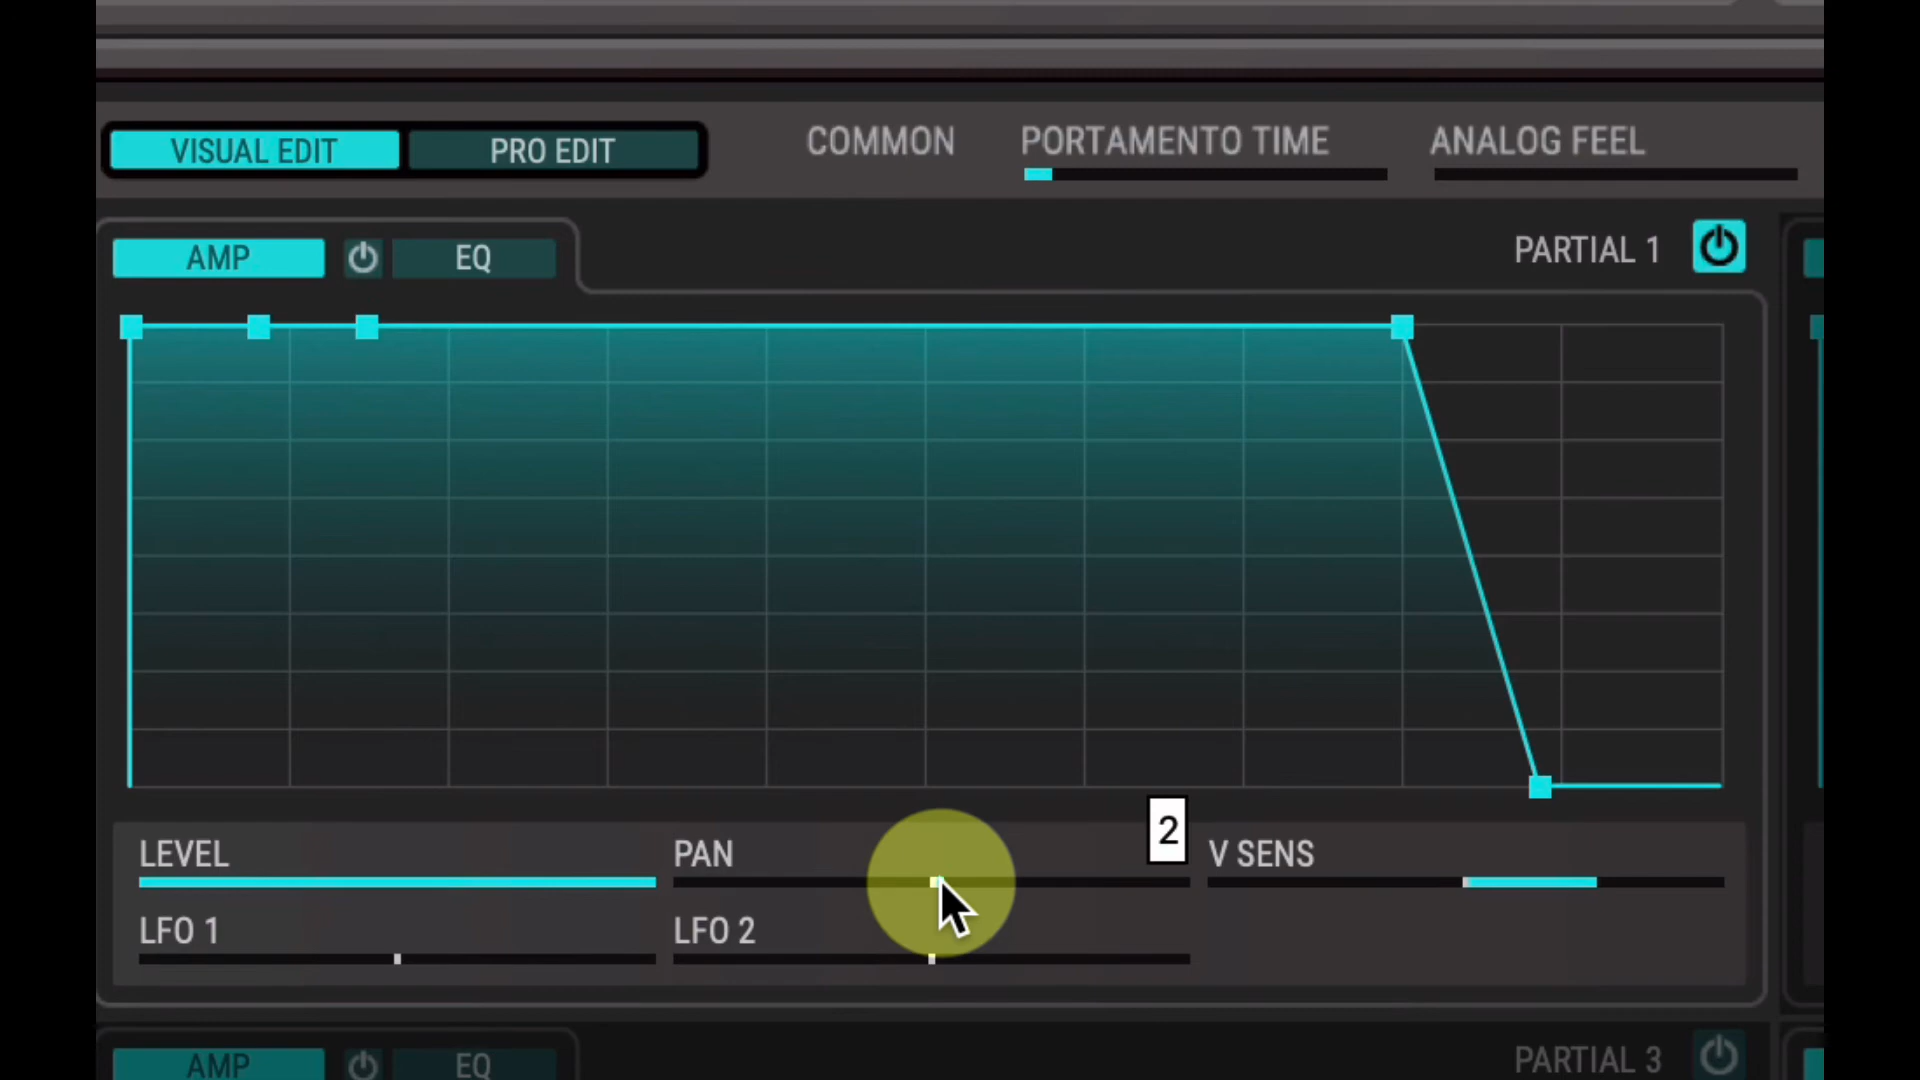 VISUAL EDIT PRO EDIT COMMON PORTAMENTO TIME ANALOG FEEL
AMP EQ PARTIAL 1
2
LEVEL PAN V SENS
LFO 1 LFO 2
AMP EQ PARTIAL 3